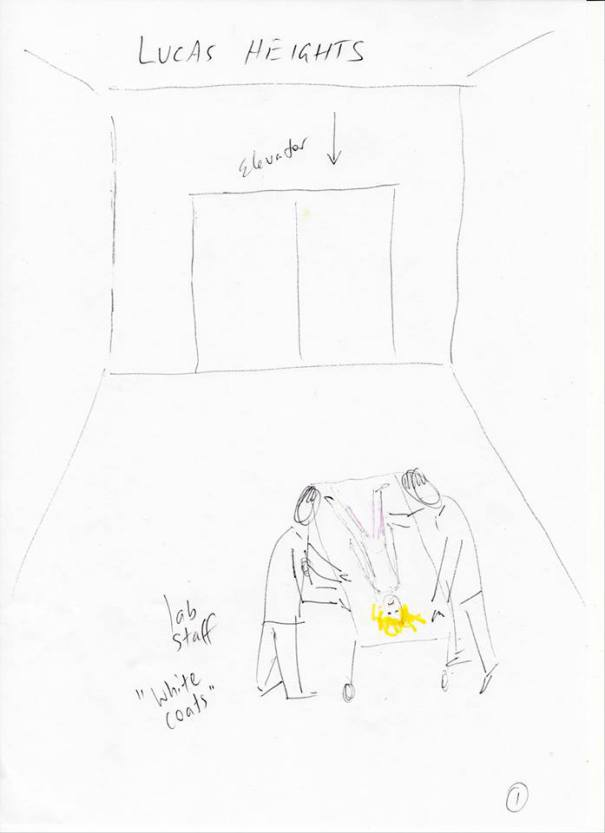 LUCAS HEIGHTS
Elevator
lab
staff
"White
coats"
1